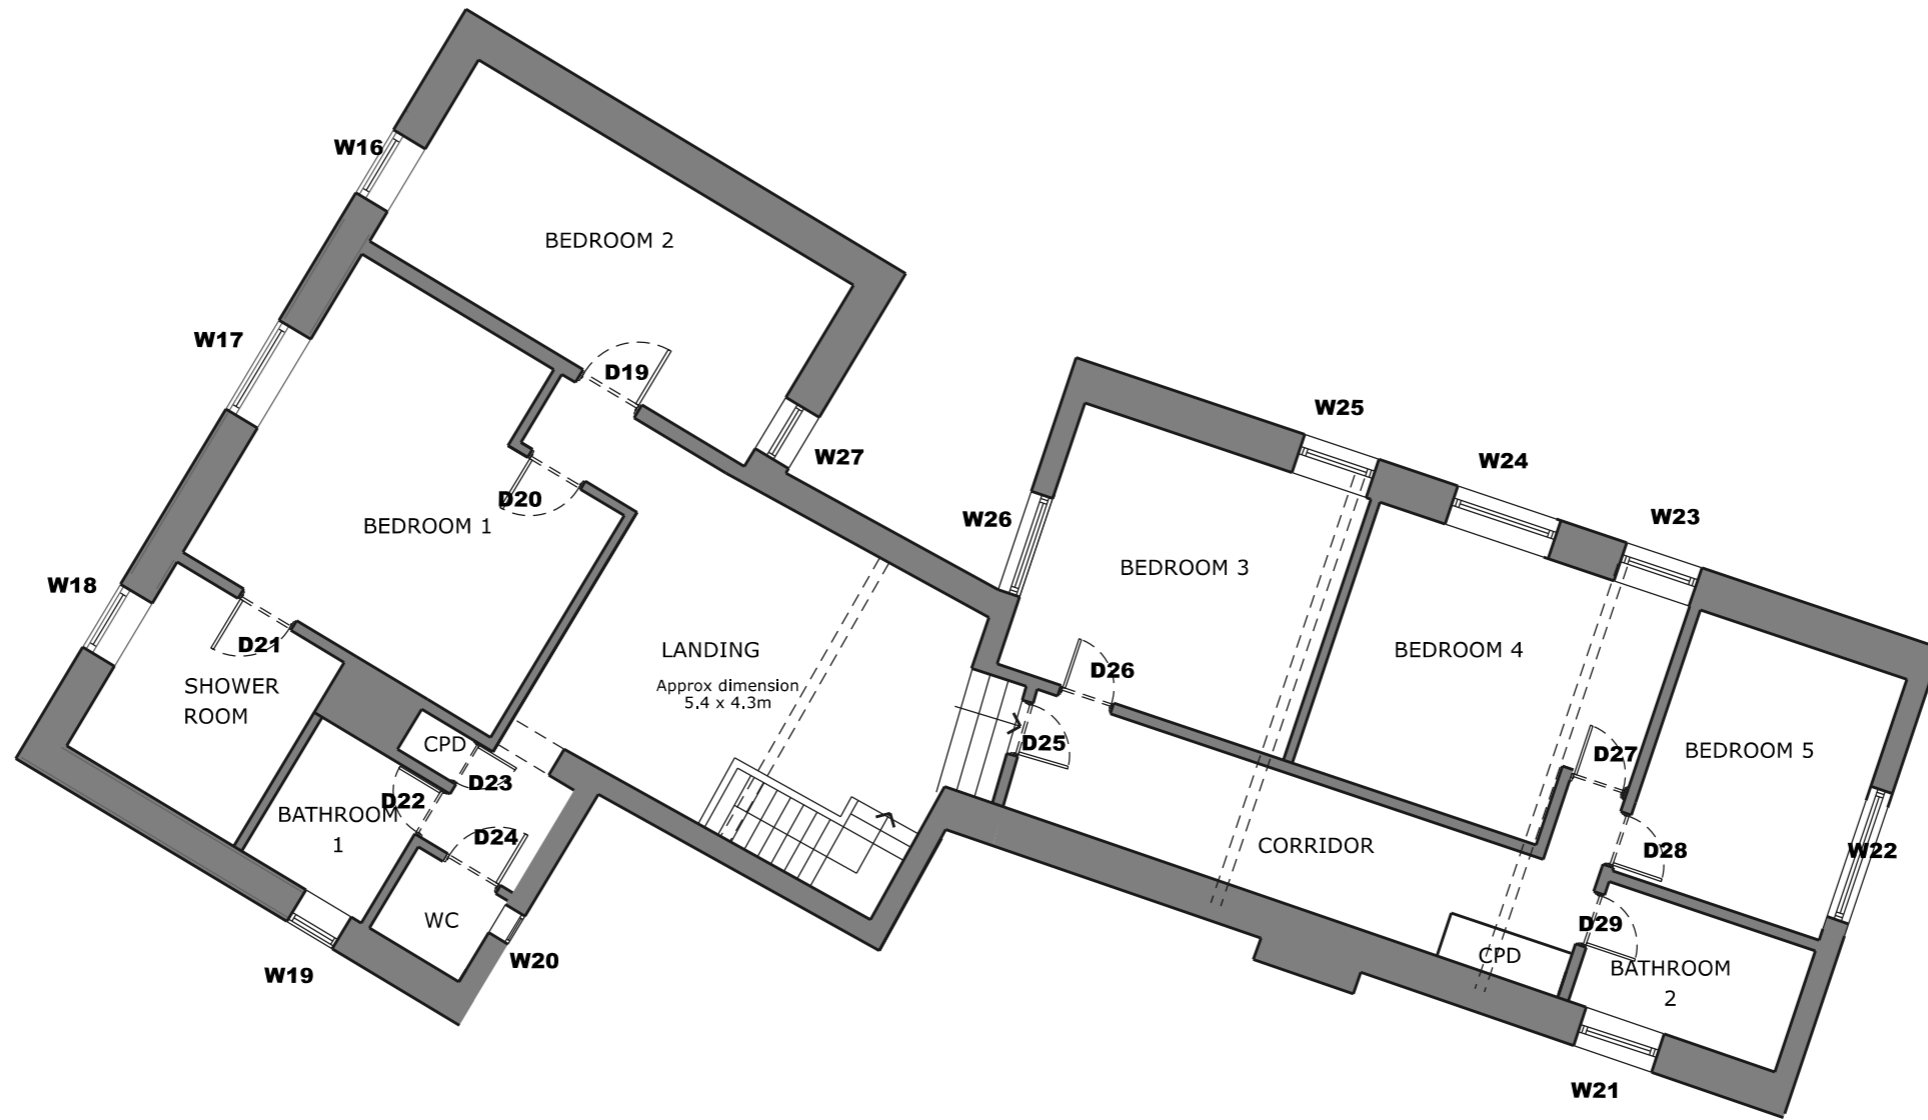 W16
BEDROOM 2
W17
D19
W25
W27
W24
D20
BEDROOM 1
W26
W23
BEDROOM 3
W18
D21
LANDING
Approx dimension
5.4 x 4.3m
D26
BEDROOM 4
SHOWER
ROOM
CPD
D25
D27
BEDROOM 5
D23
D22
BATHROOM
1
D24
CORRIDOR
D28
W22
WC
D29
W19
W20
CPD
BATHROOM
2
W21